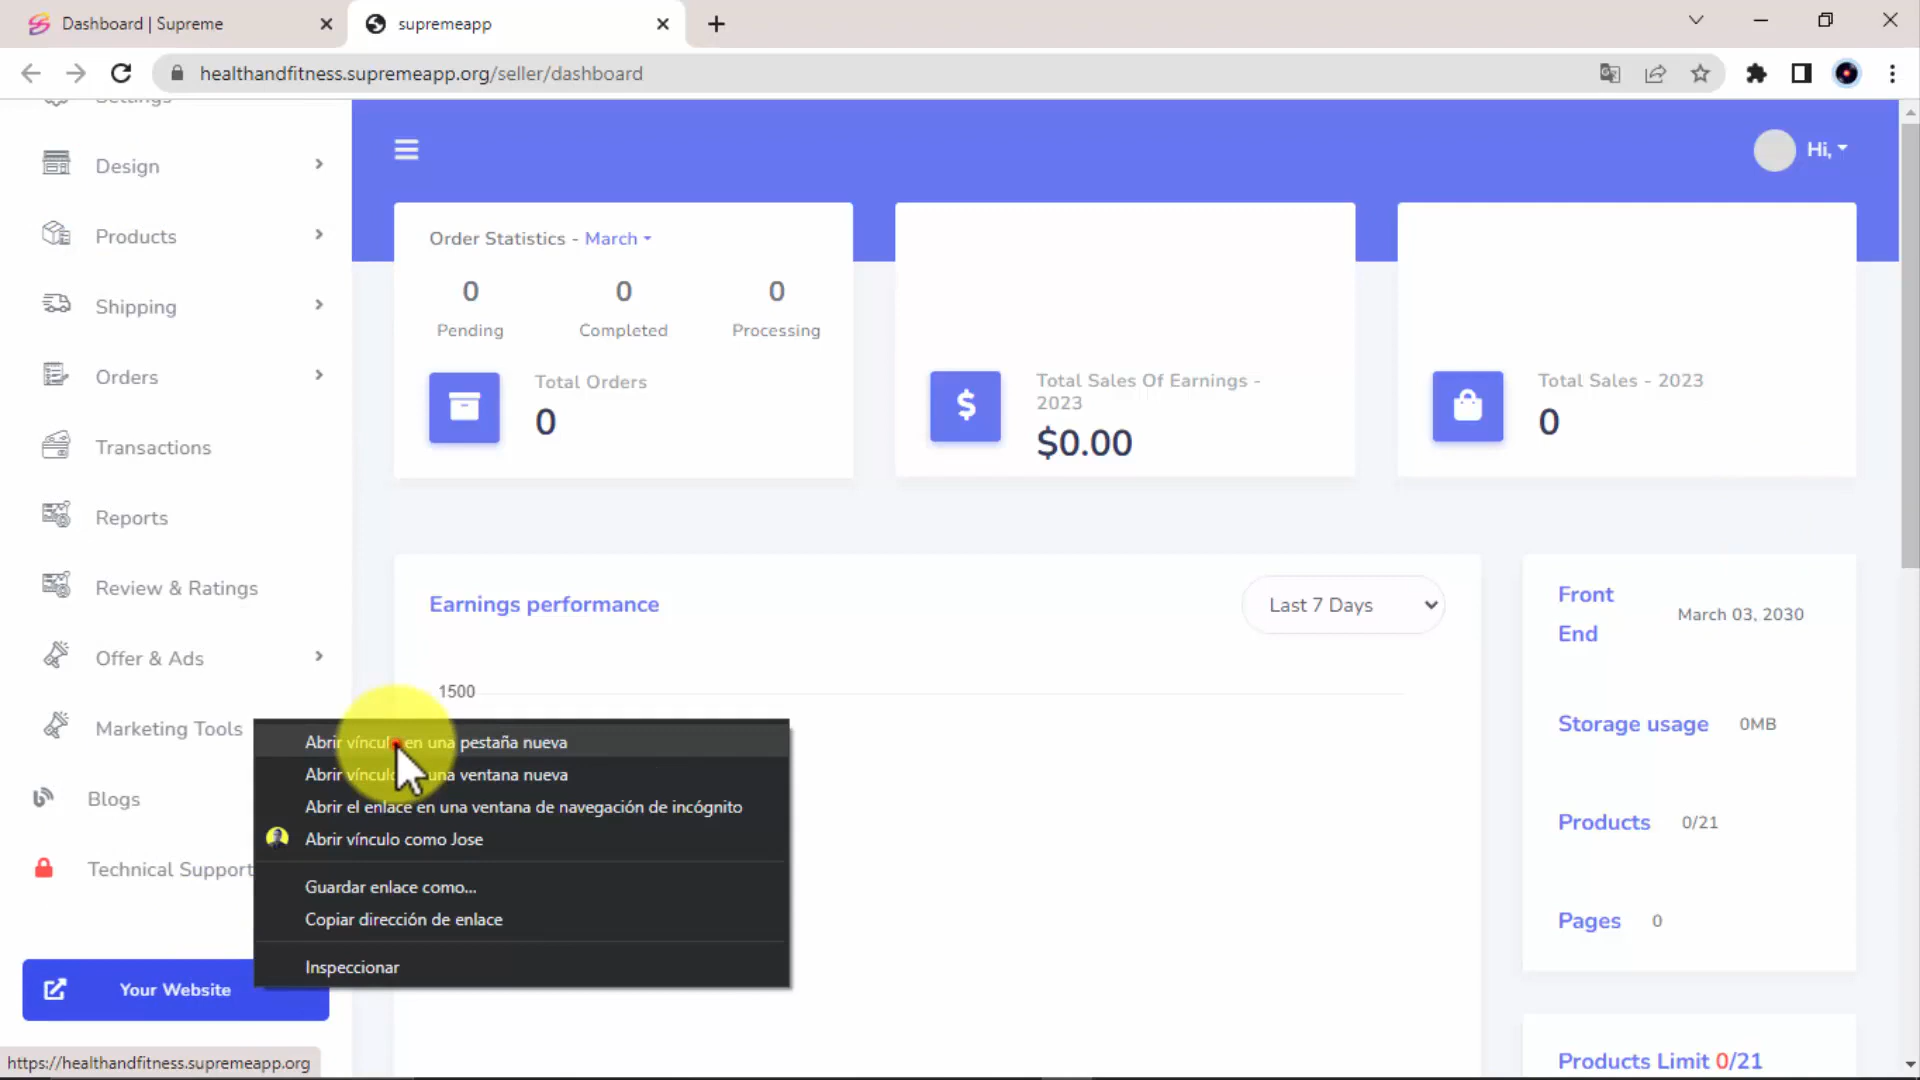 Dashboard | Supreme
supremeapp
healthandfitness.supremeapp.org/seller/dashboard
Settings
Design
Products
Shipping
Orders
Transactions
Reports
Review & Ratings
Offer & Ads
Marketing Tools
Blogs
Technical Support
Your Website
https://healthandfitness.supremeapp.org
Hi,
Order Statistics - March
0 0 0
Pending Completed Processing
Total Orders
0
Total Sales Of Earnings -
2023
$0.00
Total Sales - 2023
0
Earnings performance
Last 7 Days
1500
Abrir vínculo en una pestaña nueva
Abrir vínculo en una ventana nueva
Abrir el enlace en una ventana de navegación de incógnito
Abrir vínculo como Jose
Guardar enlace como...
Copiar dirección de enlace
Inspeccionar
Front
End
March 03, 2030
Storage usage 0MB
Products 0/21
Pages 0
Products Limit 0/21